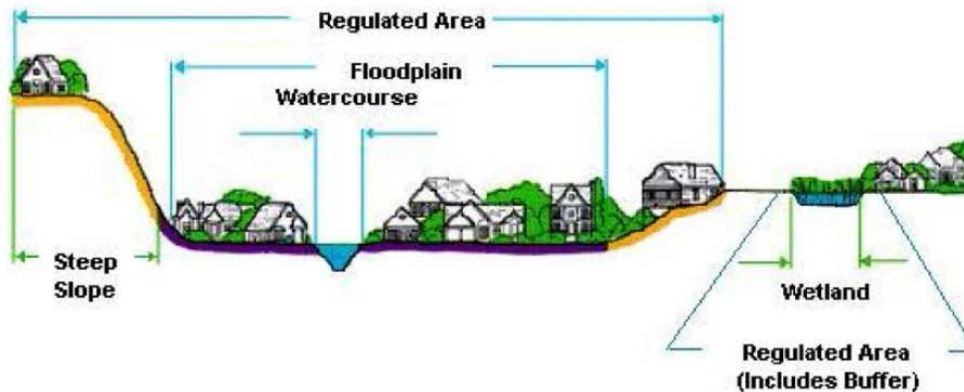 Regulated Area
Floodplain
Watercourse
Steep
Slope
Wetland
Regulated Area
(Includes Buffer)